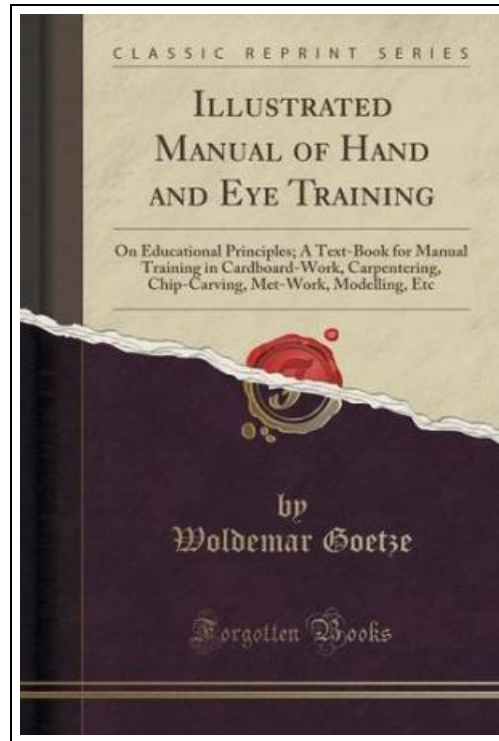 CLASSIC REPRINT SERIES
ILLUSTRATED
MANUAL OF HAND
AND EYE TRAINING
On Educational Principles; A Text-Book for Manual
Training in Cardboard-Work, Carpentering,
Chip-Carving, Met-Work, Modelling, Etc
by
Woldemar Goetze
Forgotten Books